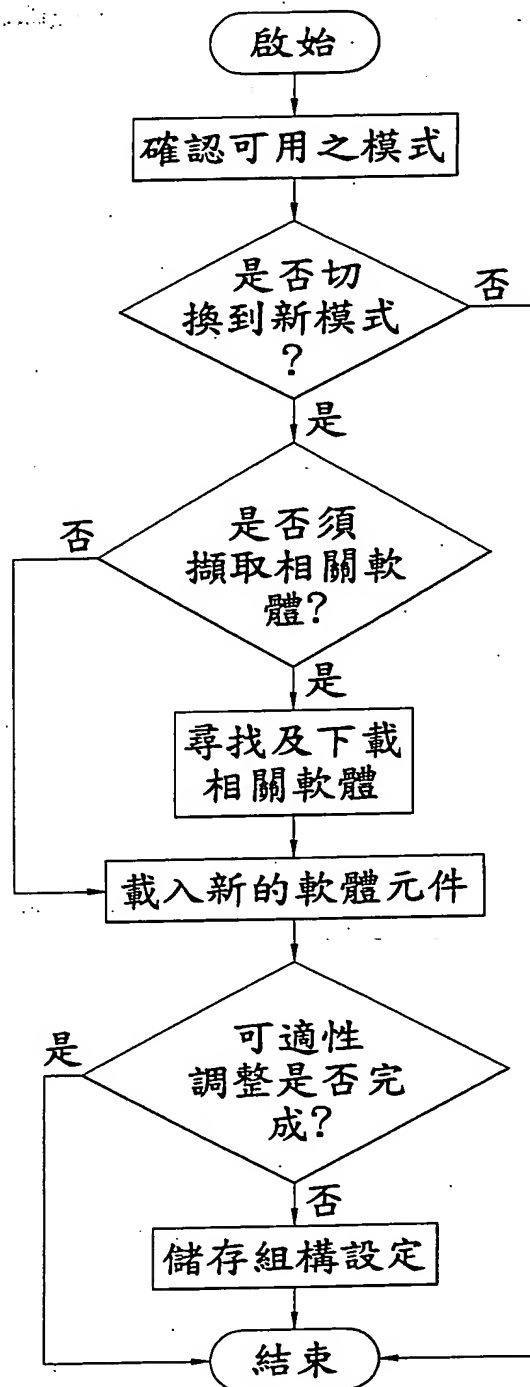 啟始
確認可用之模式
是否切
換到新模式
?
否
是
否
是否須
擷取相關軟
體?
是
尋找及下載
相關軟體
載入新的軟體元件
是
可適性
調整是否完
成?
否
儲存組構設定
結束